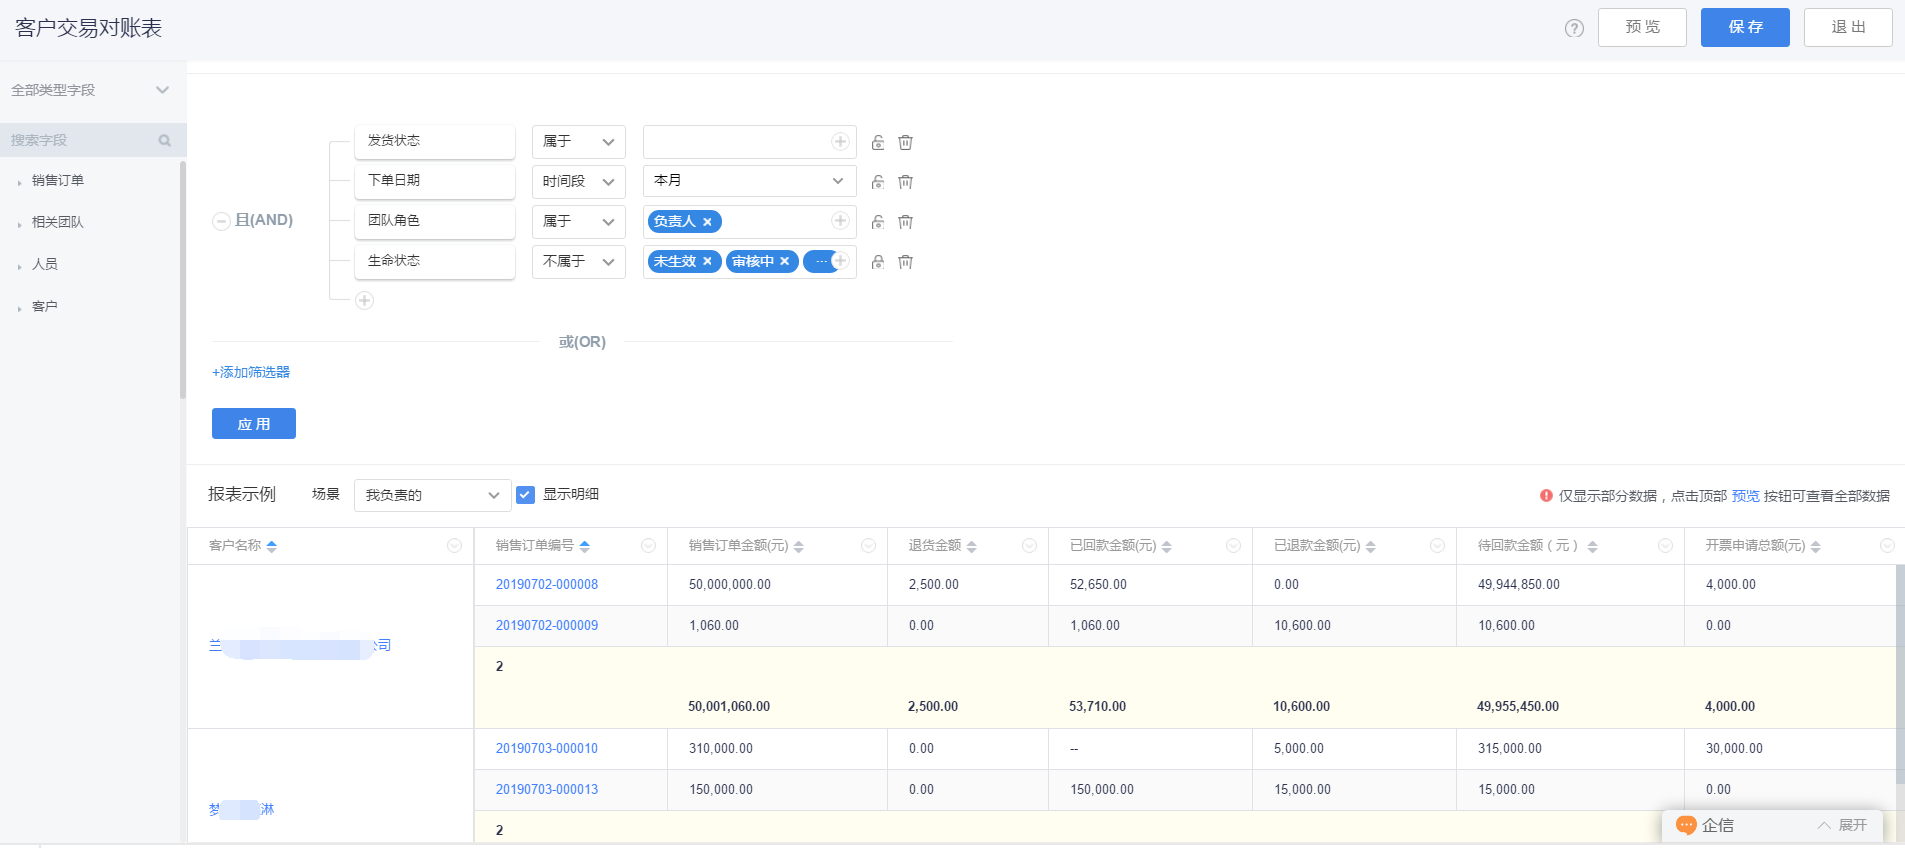 客户交易对账表
?
预 览
保 存
退 出
全部类型字段
搜索字段
销售订单
相关团队
人员
客户
且(AND)
发货状态 属于
下单日期 时间段 本月
团队角色 属于 负责人 ×
生命状态 不属于 未生效 × 审核中 × ...
或(OR)
+添加筛选器
应 用
报表示例 场景 我负责的 显示明细
仅显示部分数据，点击顶部 预览 按钮可查看全部数据
客户名称 销售订单编号 销售订单金额(元) 退货金额 已回款金额(元) 已退款金额(元) 待回款金额（元） 开票申请总额(元)
20190702-000008 50,000,000.00 2,500.00 52,650.00 0.00 49,944,850.00 4,000.00
20190702-000009 1,060.00 0.00 1,060.00 10,600.00 10,600.00 0.00
兰 公司
2
50,001,060.00 2,500.00 53,710.00 10,600.00 49,955,450.00 4,000.00
20190703-000010 310,000.00 0.00 -- 5,000.00 315,000.00 30,000.00
20190703-000013 150,000.00 0.00 150,000.00 15,000.00 15,000.00 0.00
梦 淋
2
企信 展开